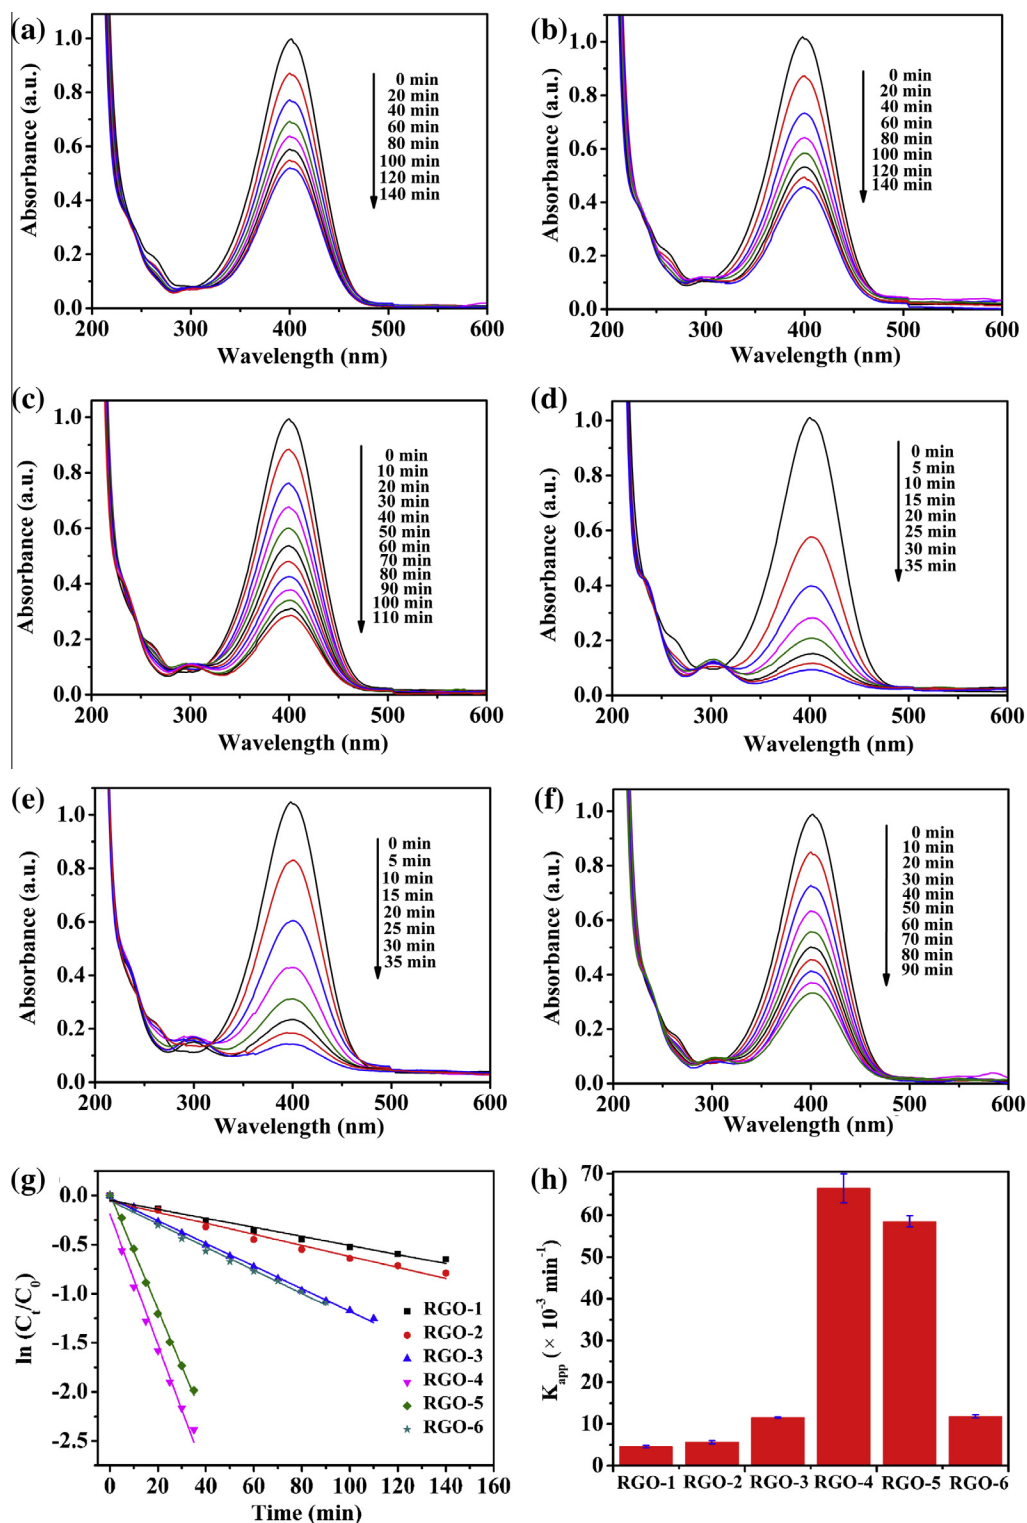 (a)
1.0
0.8
0.6
0.4
0.2
0.0
Absorbance (a.u.)
0 min
20 min
40 min
60 min
80 min
100 min
120 min
140 min
200 300 400 500 600
Wavelength (nm)
(b)
1.0
0.8
0.6
0.4
0.2
0.0
Absorbance (a.u.)
0 min
20 min
40 min
60 min
80 min
100 min
120 min
140 min
200 300 400 500 600
Wavelength (nm)
(c)
1.0
0.8
0.6
0.4
0.2
0.0
Absorbance (a.u.)
0 min
10 min
20 min
30 min
40 min
50 min
60 min
70 min
80 min
90 min
100 min
110 min
200 300 400 500 600
Wavelength (nm)
(d)
1.0
0.8
0.6
0.4
0.2
0.0
Absorbance (a.u.)
0 min
5 min
10 min
15 min
20 min
25 min
30 min
35 min
200 300 400 500 600
Wavelength (nm)
(e)
1.0
0.8
0.6
0.4
0.2
0.0
Absorbance (a.u.)
0 min
5 min
10 min
15 min
20 min
25 min
30 min
35 min
200 300 400 500 600
Wavelength (nm)
(f)
1.0
0.8
0.6
0.4
0.2
0.0
Absorbance (a.u.)
0 min
10 min
20 min
30 min
40 min
50 min
60 min
70 min
80 min
90 min
200 300 400 500 600
Wavelength (nm)
(g)
0.0
-0.5
-1.0
-1.5
-2.0
-2.5
ln (Ct/C0)
RGO-1
RGO-2
RGO-3
RGO-4
RGO-5
RGO-6
0 20 40 60 80 100 120 140 160
Time (min)
(h)
70
60
50
40
30
20
10
0
Kapp (× 10-3 min-1)
RGO-1 RGO-2 RGO-3 RGO-4 RGO-5 RGO-6